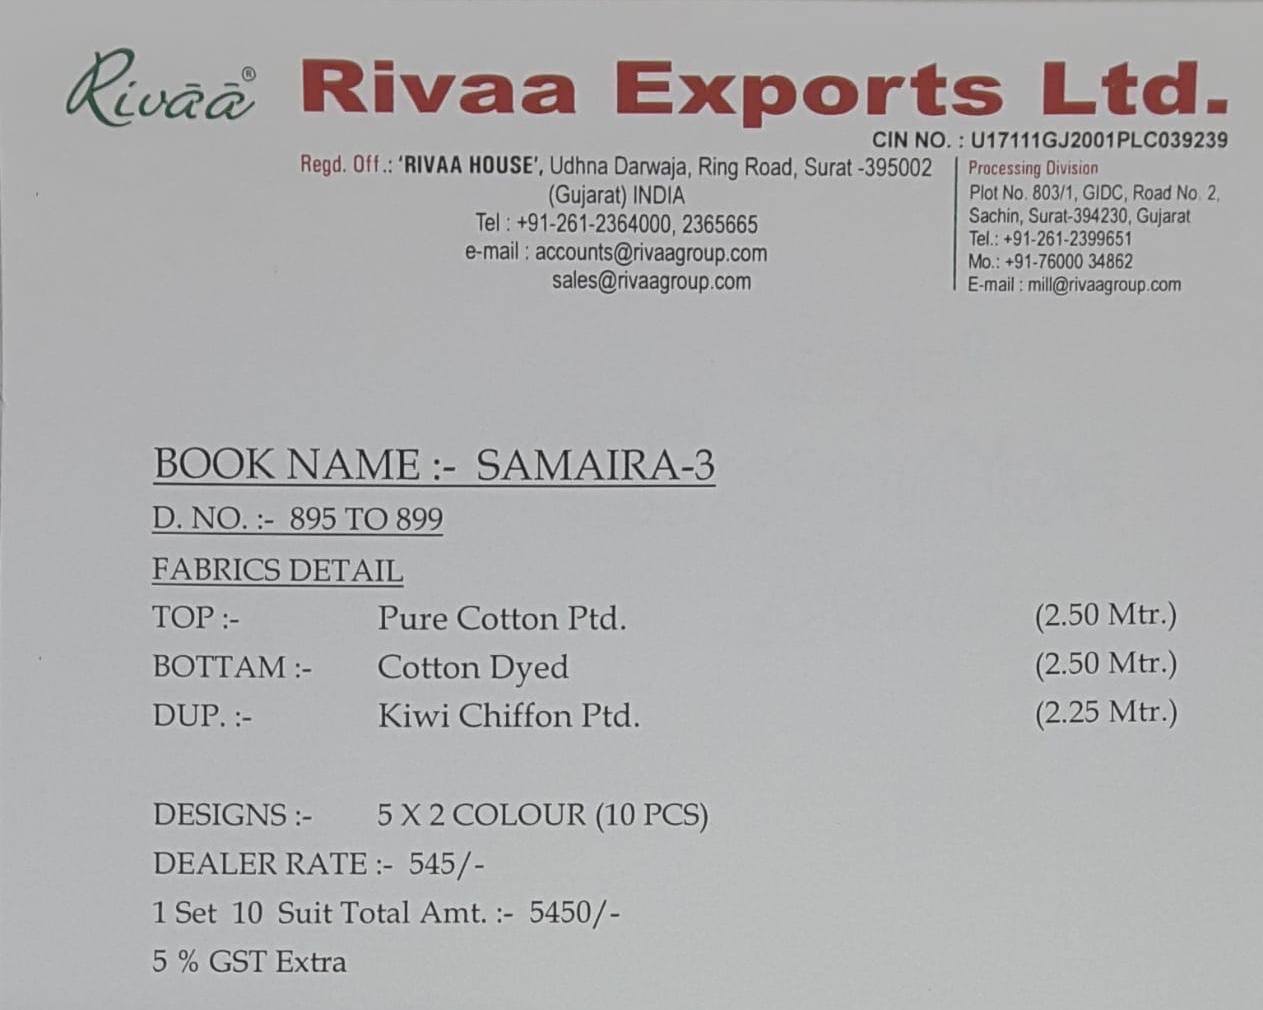 Rivāā® Rivaa Exports Ltd.
CIN NO. : U17111GJ2001PLC039239
Regd. Off.: 'RIVAA HOUSE', Udhna Darwaja, Ring Road, Surat -395002
(Gujarat) INDIA
Tel : +91-261-2364000, 2365665
e-mail : accounts@rivaagroup.com
sales@rivaagroup.com
Processing Division
Plot No. 803/1, GIDC, Road No. 2,
Sachin, Surat-394230, Gujarat
Tel.: +91-261-2399651
Mo.: +91-76000 34862
E-mail : mill@rivaagroup.com
BOOK NAME :- SAMAIRA-3
D. NO. :- 895 TO 899
FABRICS DETAIL
TOP :- Pure Cotton Ptd. (2.50 Mtr.)
BOTTAM :- Cotton Dyed (2.50 Mtr.)
DUP. :- Kiwi Chiffon Ptd. (2.25 Mtr.)
DESIGNS :- 5 X 2 COLOUR (10 PCS)
DEALER RATE :- 545/-
1 Set 10 Suit Total Amt. :- 5450/-
5 % GST Extra